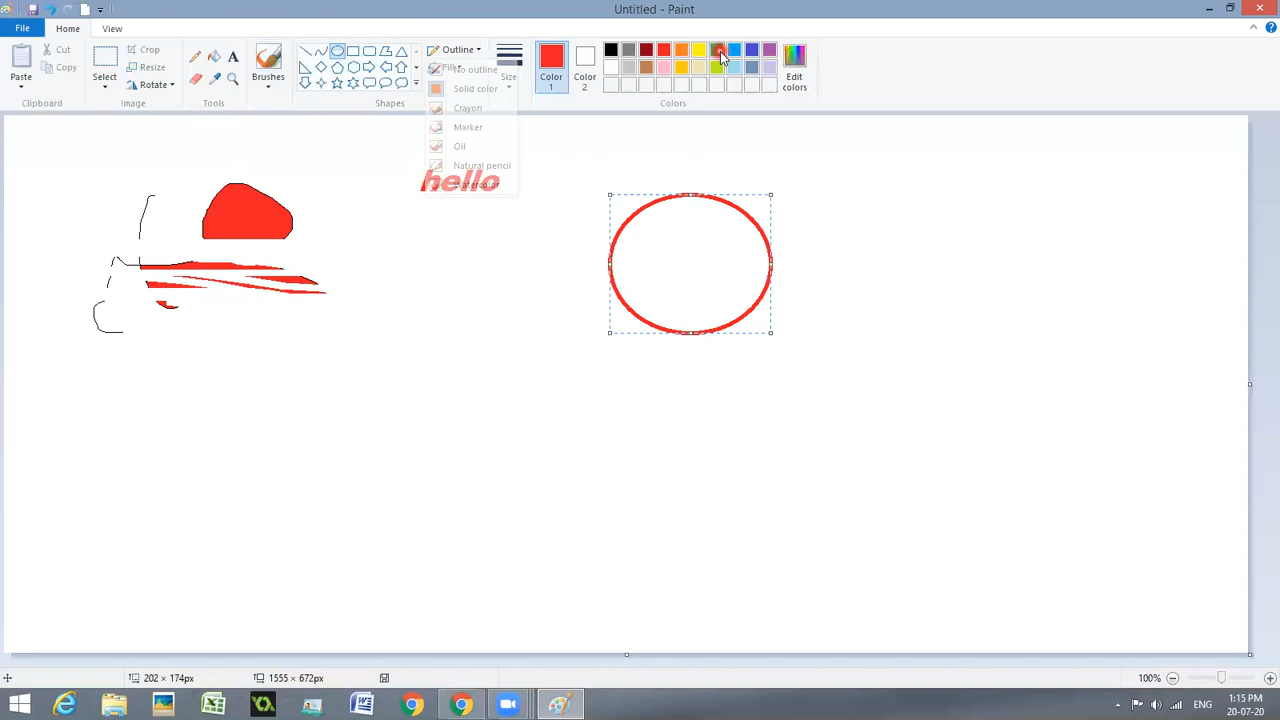 Untitled - Paint
File
Home
View
Paste
Cut
Copy
Clipboard
Select
Crop
Resize
Rotate
Image
Tools
Brushes
Shapes
Outline
Fill
No outline
Solid color
Crayon
Marker
Oil
Natural pencil
Watercolor
Size
Color
1
Color
2
Edit
colors
Colors
hello
202 × 174px
1555 × 672px
100%
ENG
1:15 PM
20-07-20